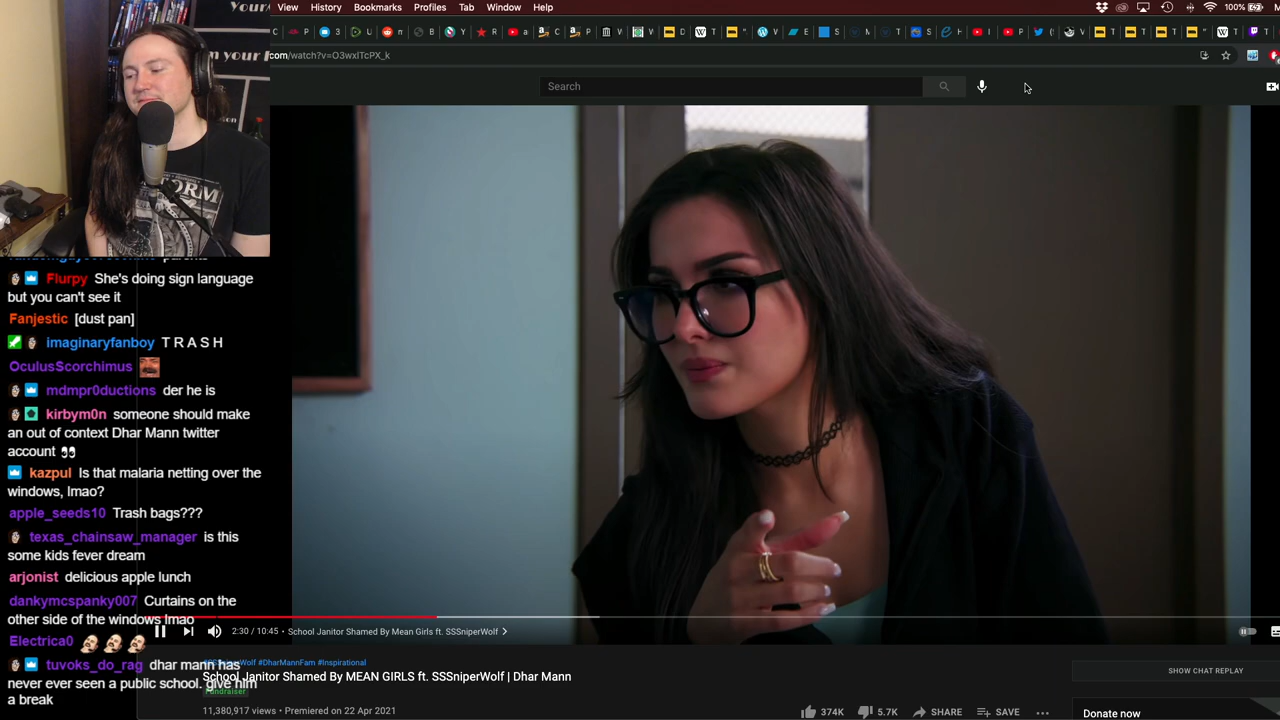 View History Bookmarks Profiles Tab Window Help 100%
com/watch?v=O3wxlTcPX_k
Search
Flurpy She's doing sign language
but you can't see it
Fanjestic [dust pan]
imaginaryfanboy T R A S H
OculusScorchimus
mdmpr0ductions der he is
kirbym0n someone should make
an out of context Dhar Mann twitter
account 👀
kazpul Is that malaria netting over the
windows, lmao?
apple_seeds10 Trash bags???
texas_chainsaw_manager is this
some kids fever dream
arjonist delicious apple lunch
dankymcspanky007 Curtains on the
other side of the windows lmao
Electrica0
tuvoks_do_rag dhar mann has
never ever seen a public school. give him
a break
2:30 / 10:45 • School Janitor Shamed By Mean Girls ft. SSSniperWolf
Wolf #DharMannFam #Inspirational
School Janitor Shamed By MEAN GIRLS ft. SSSniperWolf | Dhar Mann
Fundraiser
11,380,917 views • Premiered on 22 Apr 2021
374K 5.7K SHARE SAVE
SHOW CHAT REPLAY
Donate now